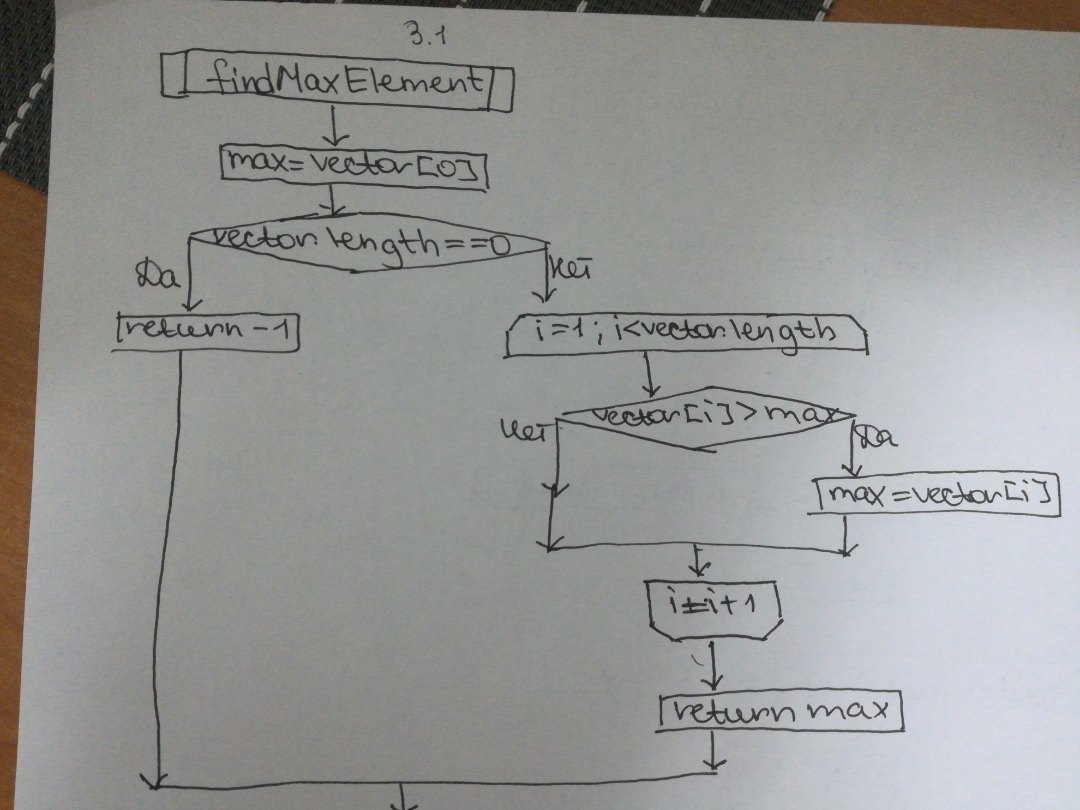 3.1
findMaxElement
max=vector[0]
vector.length==0
Да
Нет
return -1
i=1; i<vector.length
vector[i]>max
Нет
Да
max=vector[i]
i=i+1
return max